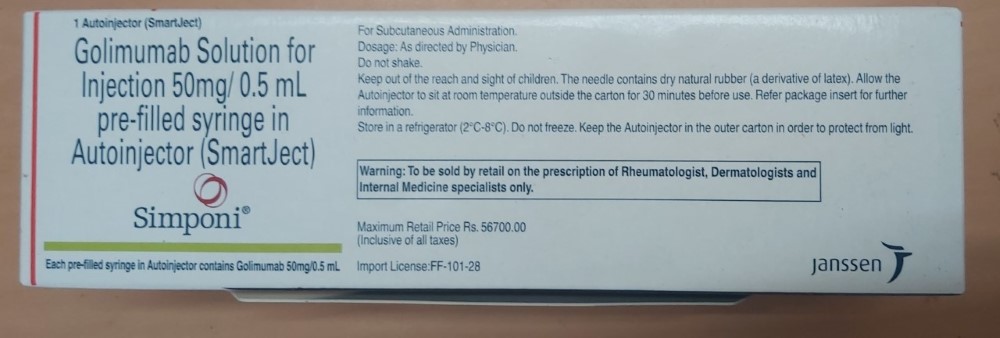 1 Autoinjector (SmartJect)
Golimumab Solution for
Injection 50mg/ 0.5 mL
pre-filled syringe in
Autoinjector (SmartJect)
Simponi®
Each pre-filled syringe in Autoinjector contains Golimumab 50mg/0.5 mL
For Subcutaneous Administration.
Dosage: As directed by Physician.
Do not shake.
Keep out of the reach and sight of children. The needle contains dry natural rubber (a derivative of latex). Allow the
Autoinjector to sit at room temperature outside the carton for 30 minutes before use. Refer package insert for further
information.
Store in a refrigerator (2°C-8°C). Do not freeze. Keep the Autoinjector in the outer carton in order to protect from light.
Warning: To be sold by retail on the prescription of Rheumatologist, Dermatologists and
Internal Medicine specialists only.
Maximum Retail Price Rs. 56700.00
(Inclusive of all taxes)
Import License:FF-101-28
janssen